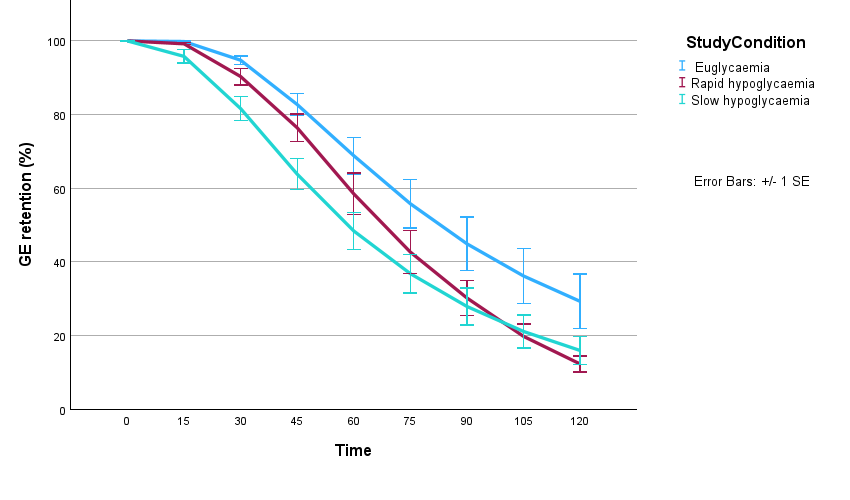 StudyCondition
Euglycaemia
Rapid hypoglycaemia
Slow hypoglycaemia
Error Bars: +/- 1 SE
GE retention (%)
100
80
60
40
20
0
0 15 30 45 60 75 90 105 120
Time